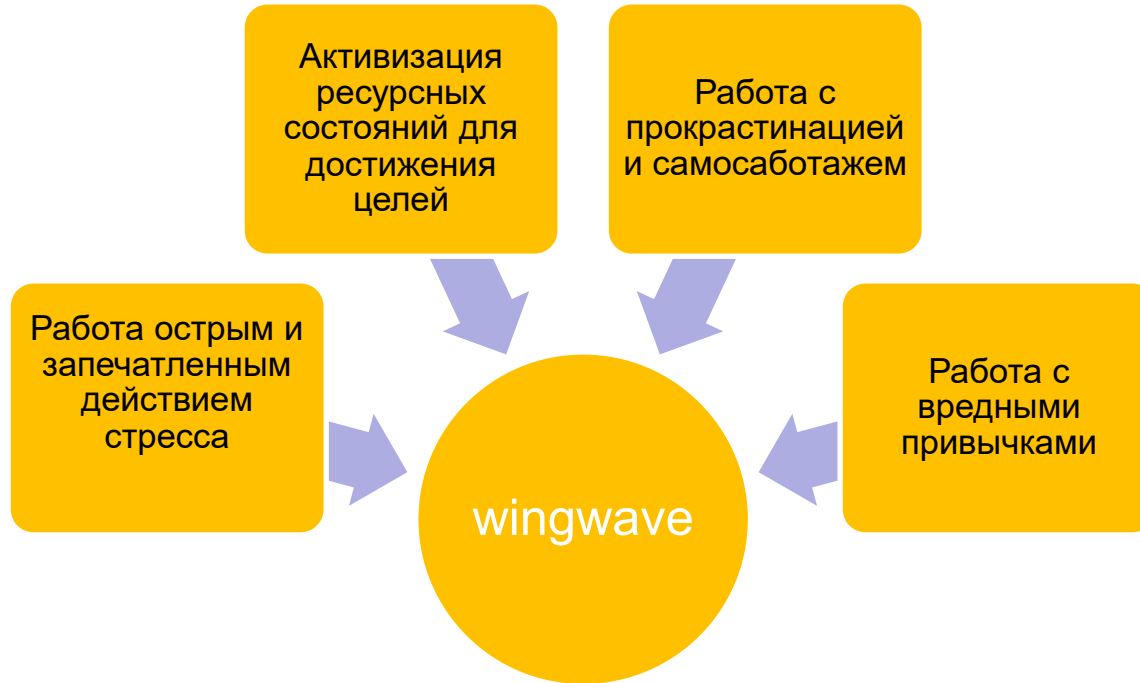 Активизация
ресурсных
состояний для
достижения
целей
Работа с
прокрастинацией
и самосаботажем
Работа острым и
запечатленным
действием
стресса
Работа с
вредными
привычками
wingwave